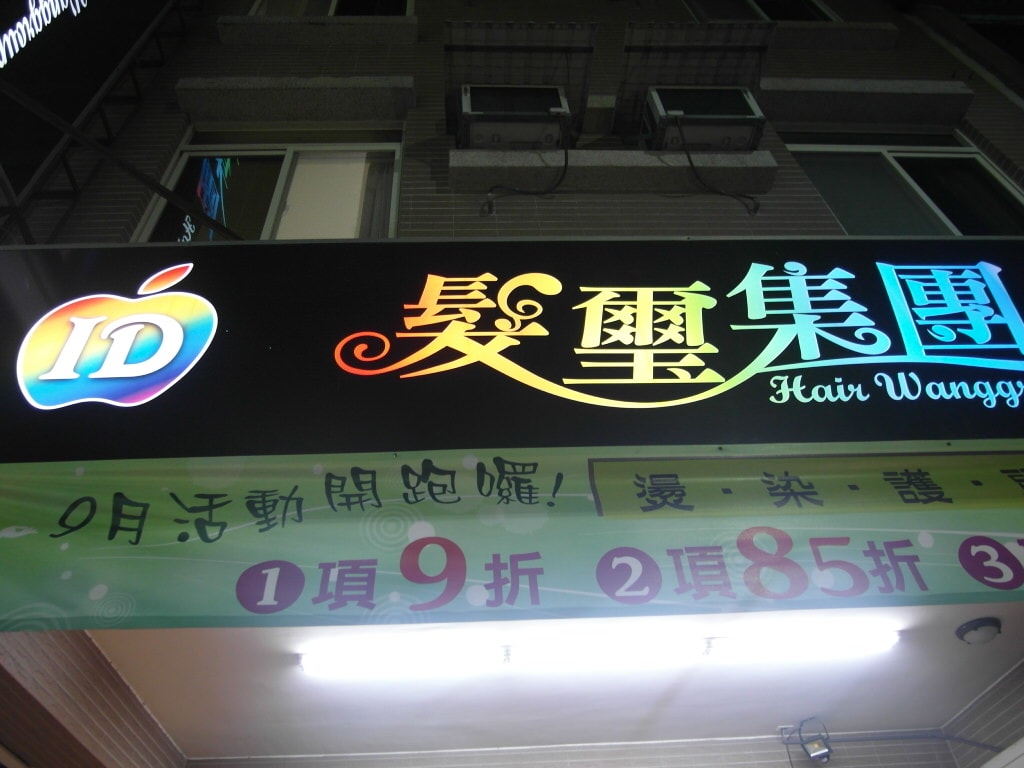 ID
髮璽集團
Hair Wangg
9月活動開跑囉!
燙·染·護·
1項9折
2項85折
3